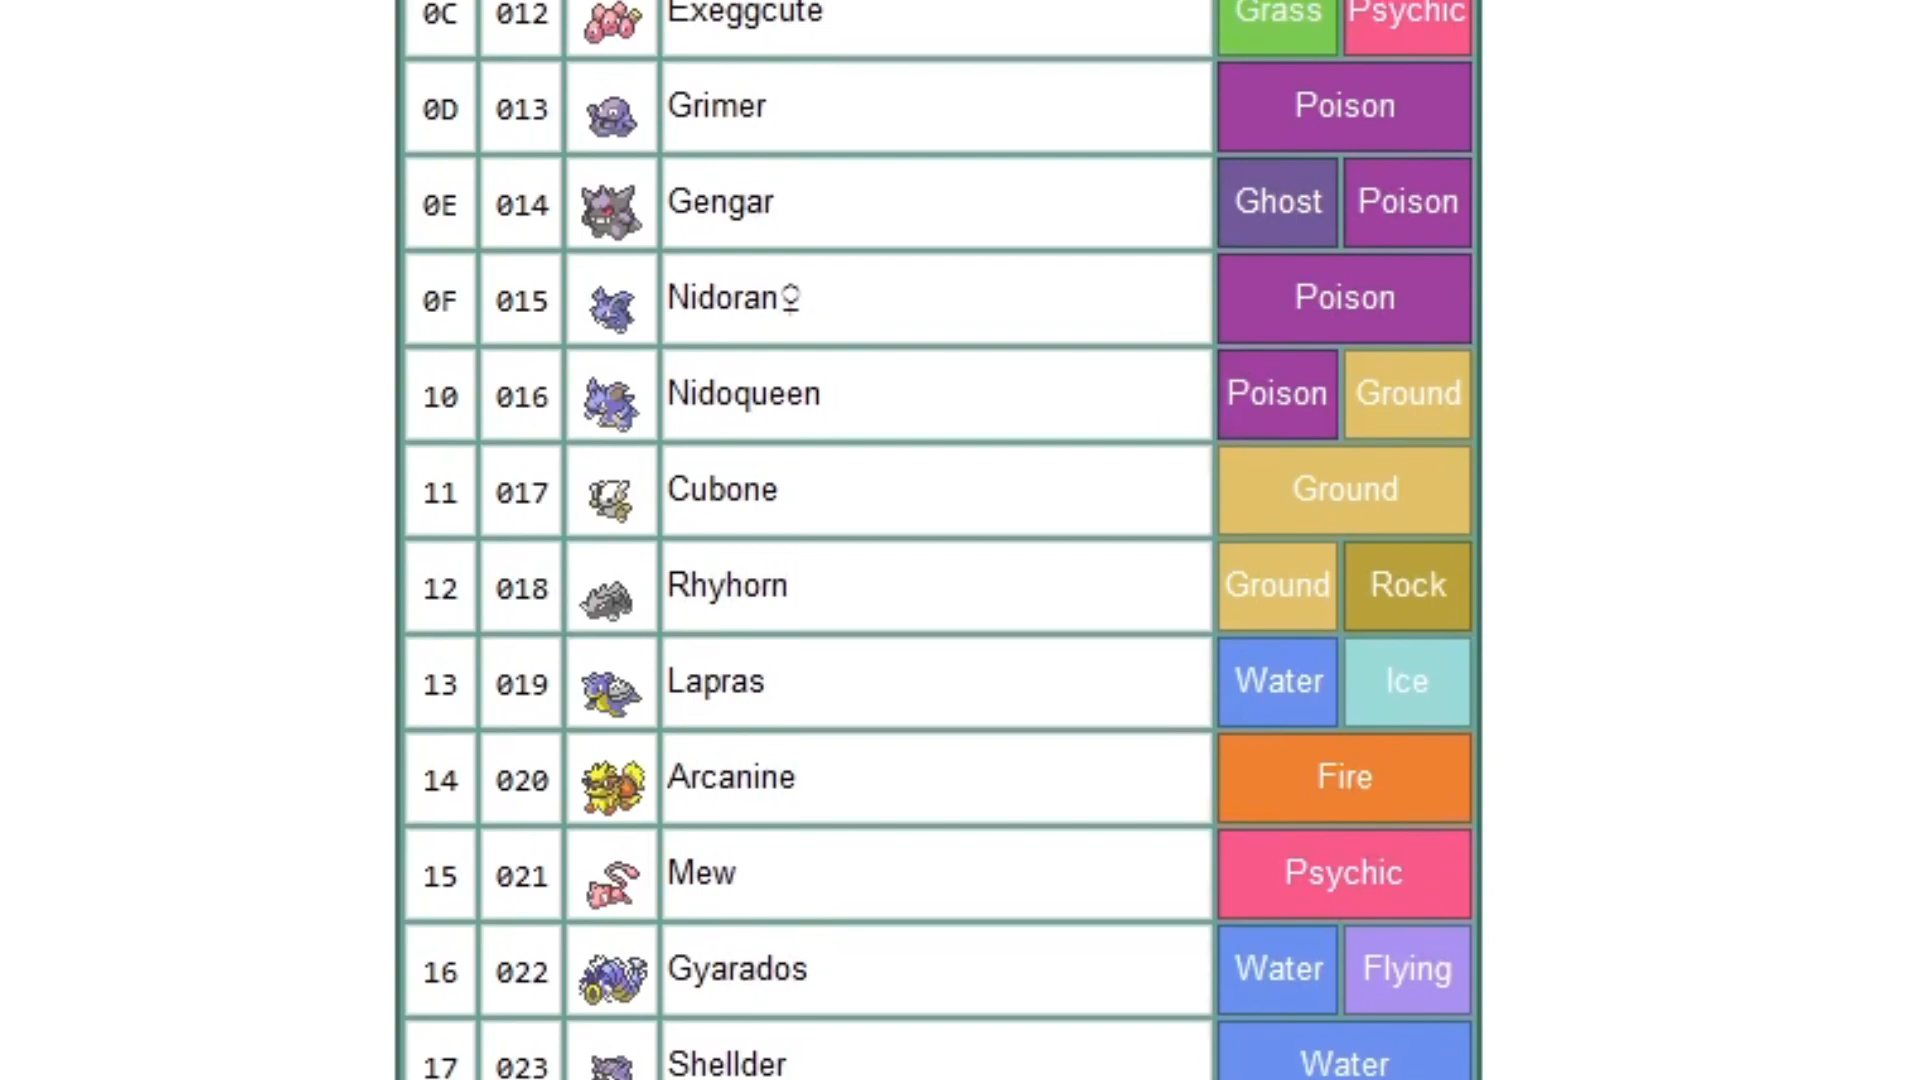 0C 012 Exeggcute Grass Psychic
0D 013 Grimer Poison
0E 014 Gengar Ghost Poison
0F 015 Nidoran♀ Poison
10 016 Nidoqueen Poison Ground
11 017 Cubone Ground
12 018 Rhyhorn Ground Rock
13 019 Lapras Water Ice
14 020 Arcanine Fire
15 021 Mew Psychic
16 022 Gyarados Water Flying
17 023 Shellder Water